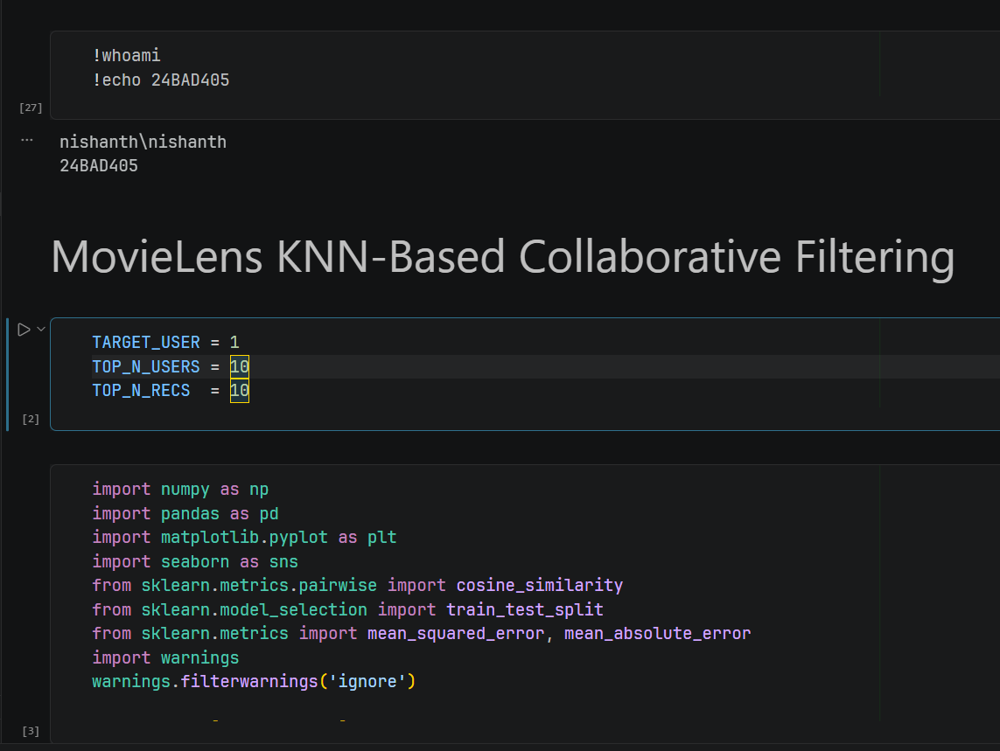 !whoami
!echo 24BAD405
[27]
...
nishanth\nishanth
24BAD405
MovieLens KNN-Based Collaborative Filtering
TARGET_USER = 1
TOP_N_USERS = 10
TOP_N_RECS  = 10
[2]
import numpy as np
import pandas as pd
import matplotlib.pyplot as plt
import seaborn as sns
from sklearn.metrics.pairwise import cosine_similarity
from sklearn.model_selection import train_test_split
from sklearn.metrics import mean_squared_error, mean_absolute_error
import warnings
warnings.filterwarnings('ignore')
[3]